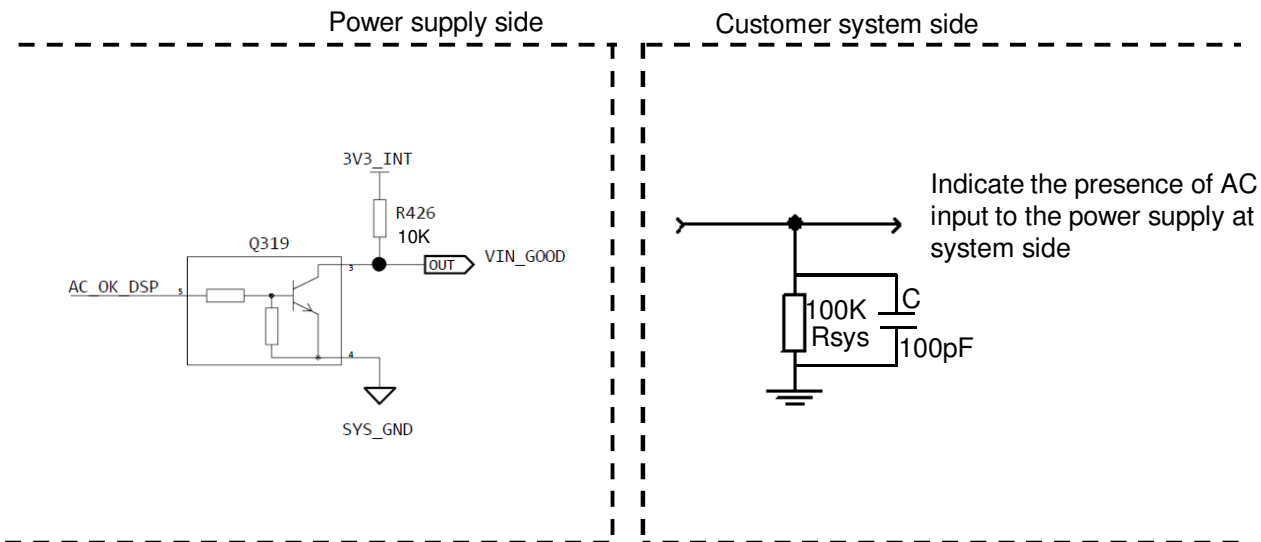 Power supply side
Customer system side
3V3_INT
R426
10K
Q319
3
OUT
VIN_GOOD
AC_OK_DSP
5
4
SYS_GND
Indicate the presence of AC
input to the power supply at
system side
100K
Rsys
C
100pF